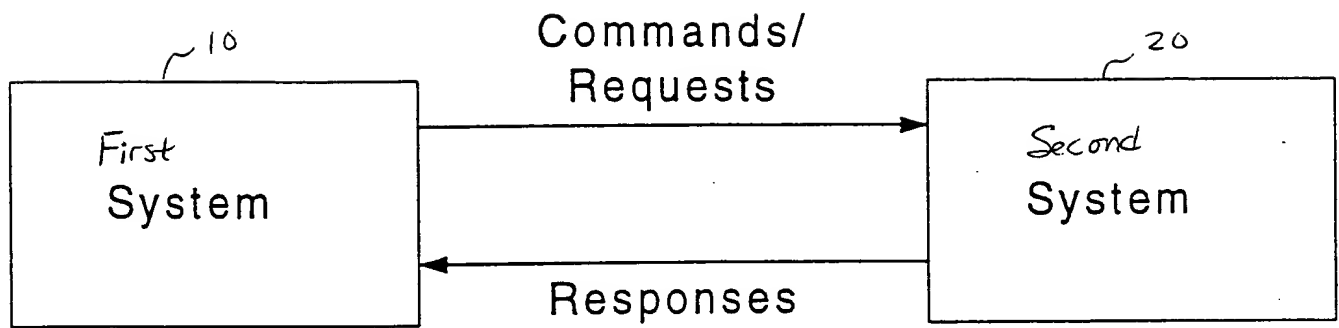 10
First
System
Commands/
Requests
Responses
20
Second
System